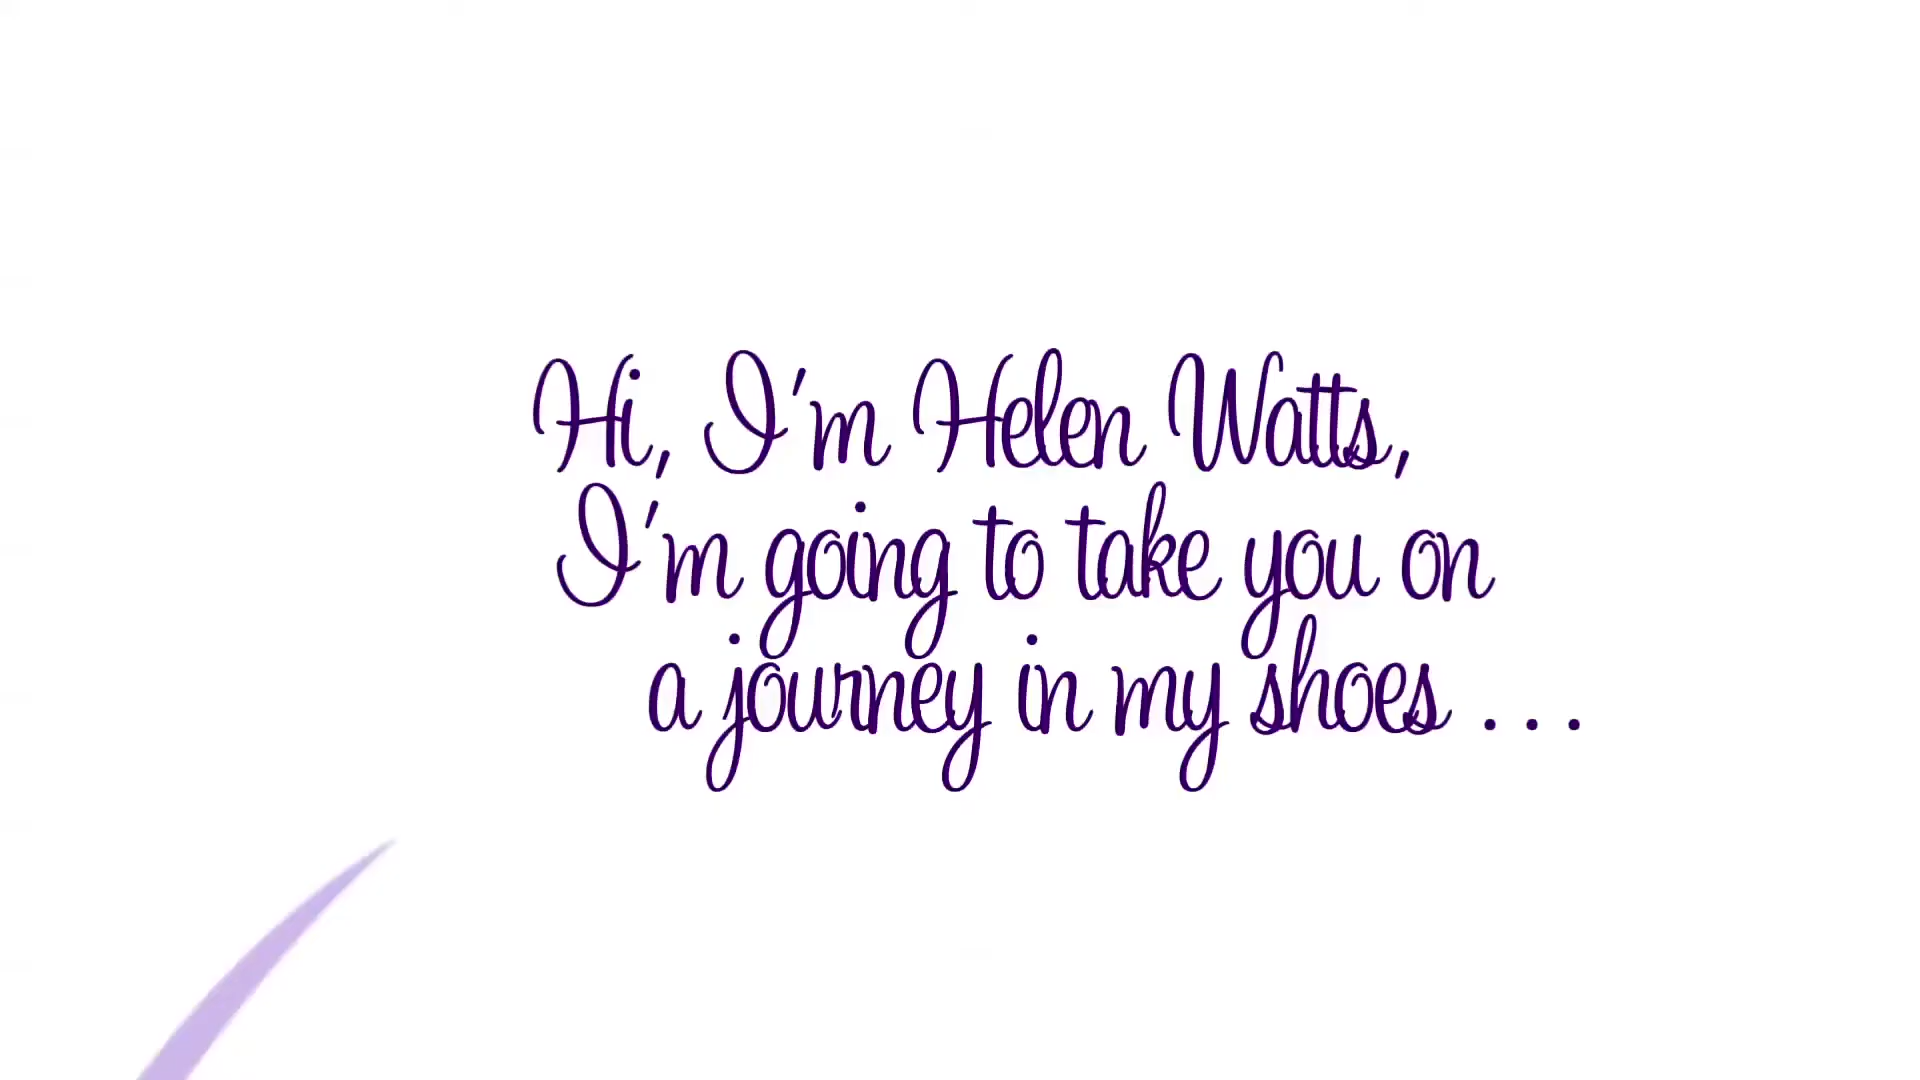 Hi, I'm Helen Watts,
I'm going to take you on
a journey in my shoes ...